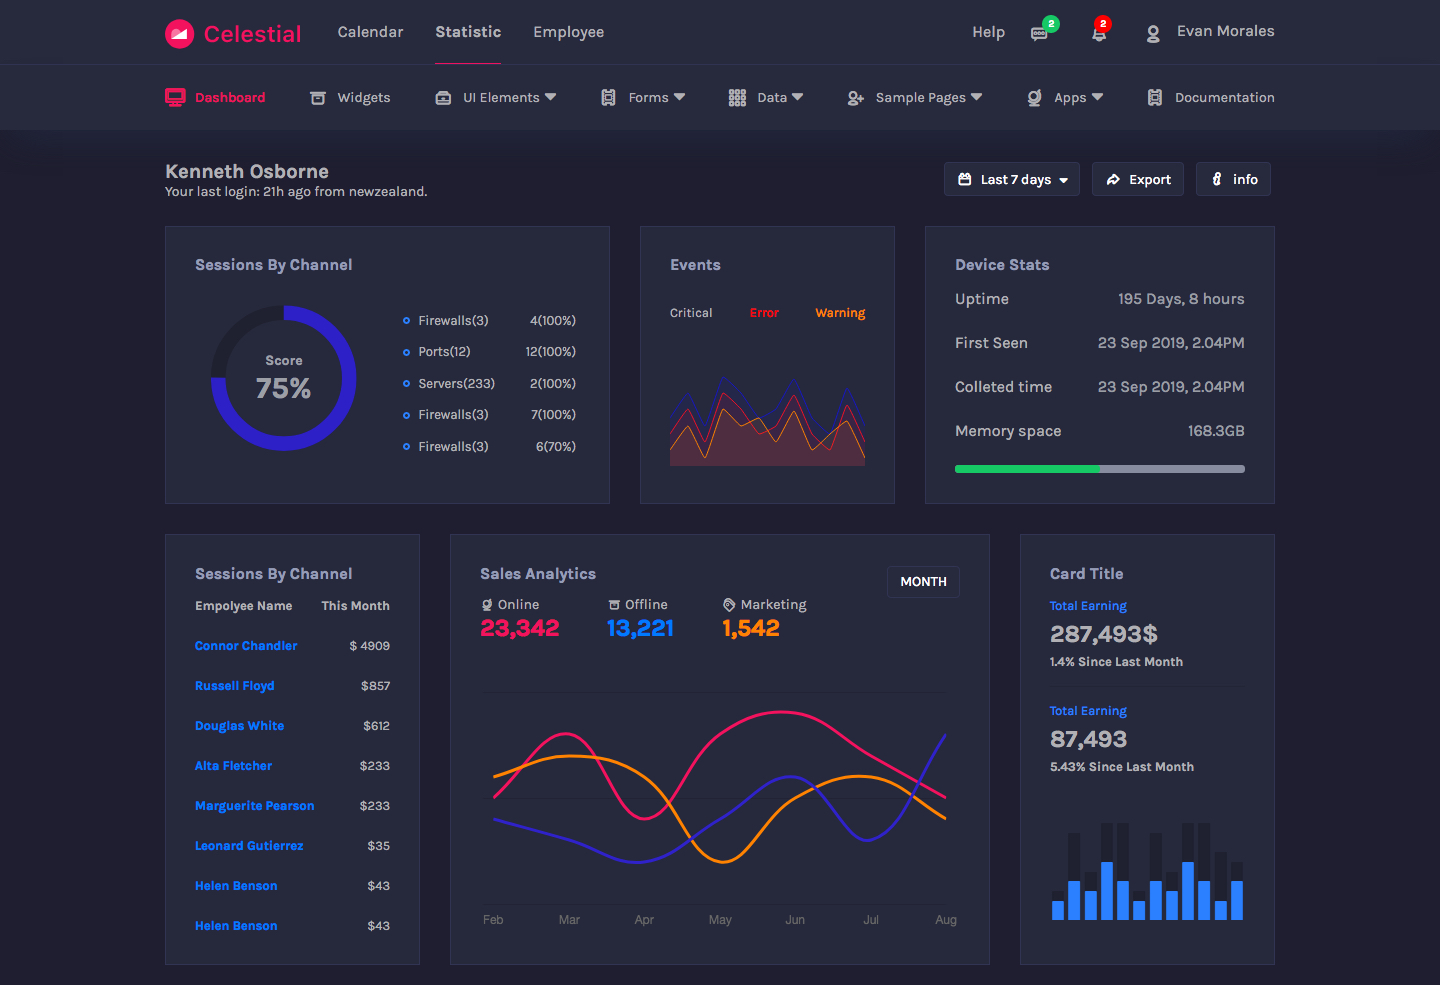 Celestial
Calendar
Statistic
Employee
Help
2
2
Evan Morales
Dashboard
Widgets
UI Elements
Forms
Data
Sample Pages
Apps
Documentation
Kenneth Osborne
Your last login: 21h ago from newzealand.
Last 7 days
Export
info
Sessions By Channel
Score
75%
Firewalls(3) 4(100%)
Ports(12) 12(100%)
Servers(233) 2(100%)
Firewalls(3) 7(100%)
Firewalls(3) 6(70%)
Events
Critical Error Warning
Device Stats
Uptime 195 Days, 8 hours
First Seen 23 Sep 2019, 2.04PM
Colleted time 23 Sep 2019, 2.04PM
Memory space 168.3GB
Sessions By Channel
Empolyee Name This Month
Connor Chandler $ 4909
Russell Floyd $857
Douglas White $612
Alta Fletcher $233
Marguerite Pearson $233
Leonard Gutierrez $35
Helen Benson $43
Helen Benson $43
Sales Analytics
MONTH
Online Offline Marketing
23,342 13,221 1,542
Feb Mar Apr May Jun Jul Aug
Card Title
Total Earning
287,493$
1.4% Since Last Month
Total Earning
87,493
5.43% Since Last Month